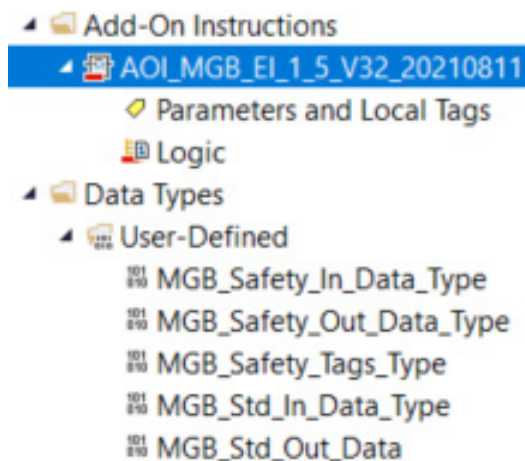 Add-On Instructions
AOI_MGB_EI_1_5_V32_20210811
Parameters and Local Tags
Logic
Data Types
User-Defined
MGB_Safety_In_Data_Type
MGB_Safety_Out_Data_Type
MGB_Safety_Tags_Type
MGB_Std_In_Data_Type
MGB_Std_Out_Data